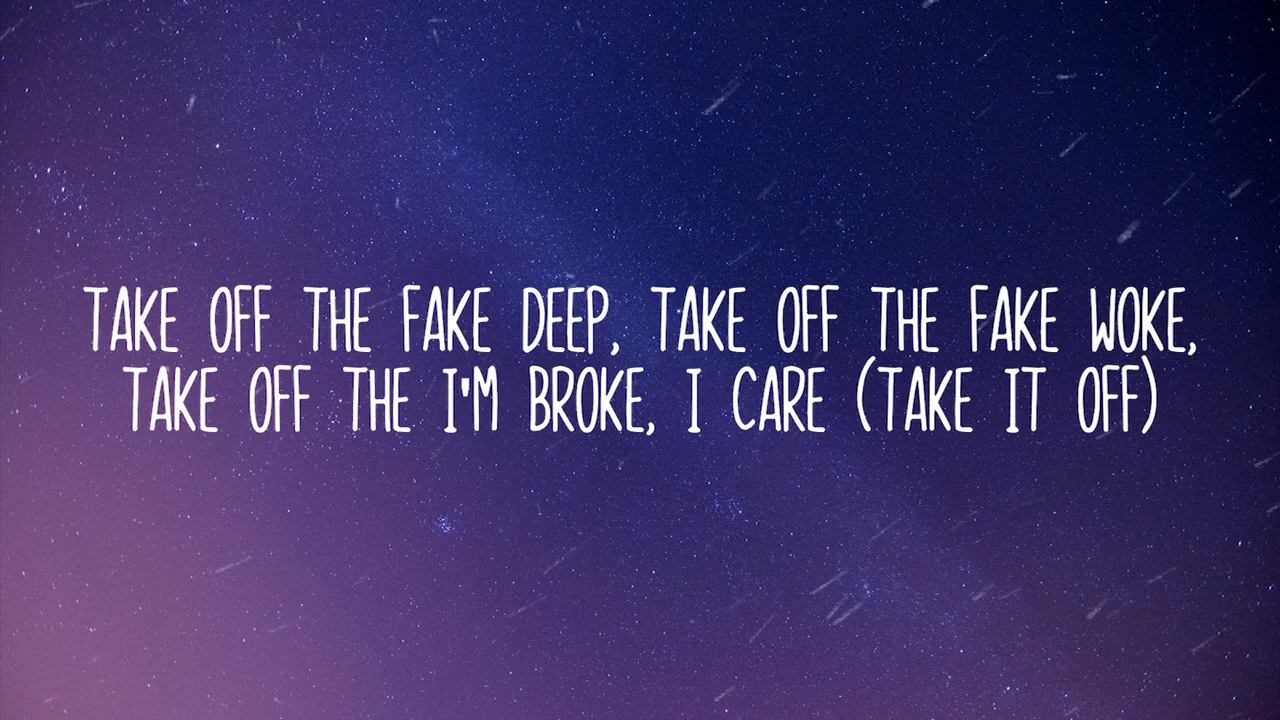 TAKE OFF THE FAKE DEEP, TAKE OFF THE FAKE WOKE,
TAKE OFF THE I'M BROKE, I CARE (TAKE IT OFF)